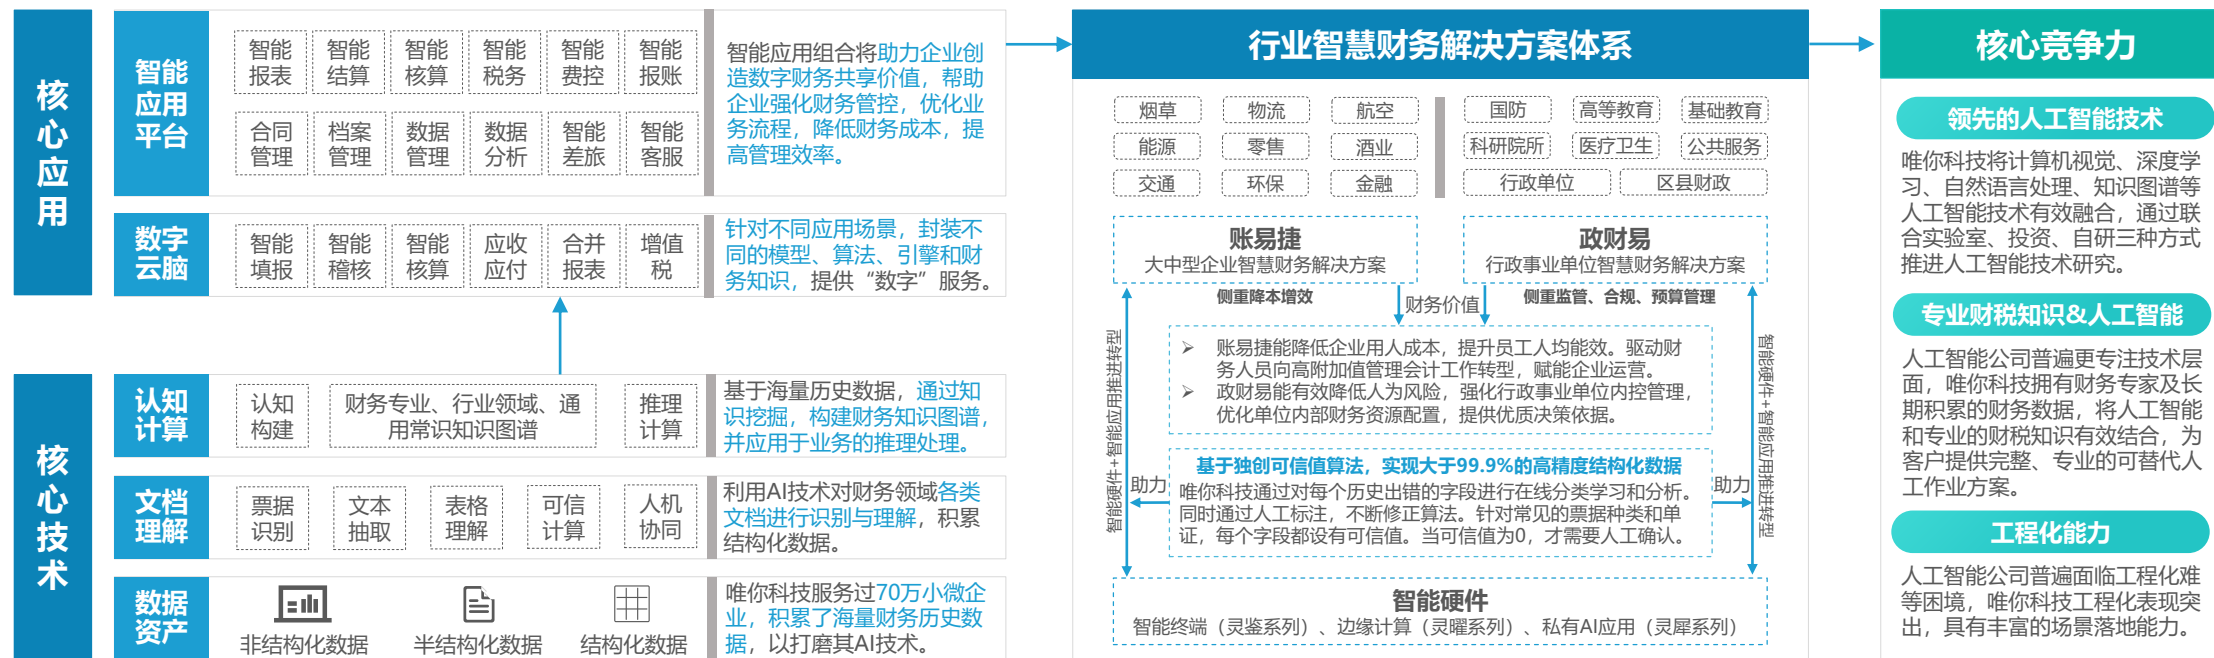 核心应用
智能应用平台
智能报表
智能结算
智能核算
智能税务
智能费控
智能报账
合同管理
档案管理
数据管理
数据分析
智能差旅
智能客服
智能应用组合将助力企业创
造数字财务共享价值，帮助
企业强化财务管控，优化业
务流程，降低财务成本，提
高管理效率。
数字云脑
智能填报
智能稽核
智能核算
应收应付
合并报表
增值税
针对不同应用场景，封装不
同的模型、算法、引擎和财
务知识，提供“数字”服务。
核心技术
认知计算
认知构建
财务专业、行业领域、通
用常识知识图谱
推理计算
基于海量历史数据，通过知
识挖掘，构建财务知识图谱，
并应用于业务的推理处理。
文档理解
票据识别
文本抽取
表格理解
可信计算
人机协同
利用AI技术对财务领域各类
文档进行识别与理解，积累
结构化数据。
数据资产
非结构化数据
半结构化数据
结构化数据
唯你科技服务过70万小微企
业，积累了海量财务历史数
据，以打磨其AI技术。
行业智慧财务解决方案体系
烟草
物流
航空
能源
零售
酒业
交通
环保
金融
国防
高等教育
基础教育
科研院所
医疗卫生
公共服务
行政单位
区县财政
账易捷
大中型企业智慧财务解决方案
政财易
行政事业单位智慧财务解决方案
侧重降本增效
财务价值
侧重监管、合规、预算管理
➢ 账易捷能降低企业用人成本，提升员工人均能效。驱动财
务人员向高附加值管理会计工作转型，赋能企业运营。
➢ 政财易能有效降低人为风险，强化行政事业单位内控管理，
优化单位内部财务资源配置，提供优质决策依据。
智能硬件+智能应用推进转型
智能硬件+智能应用推进转型
助力
助力
基于独创可信值算法，实现大于99.9%的高精度结构化数据
唯你科技通过对每个历史出错的字段进行在线分类学习和分析。
同时通过人工标注，不断修正算法。针对常见的票据种类和单
证，每个字段都设有可信值。当可信值为0，才需要人工确认。
智能硬件
智能终端（灵鉴系列）、边缘计算（灵曜系列）、私有AI应用（灵犀系列）
核心竞争力
领先的人工智能技术
唯你科技将计算机视觉、深度学
习、自然语言处理、知识图谱等
人工智能技术有效融合，通过联
合实验室、投资、自研三种方式
推进人工智能技术研究。
专业财税知识&人工智能
人工智能公司普遍更专注技术层
面，唯你科技拥有财务专家及长
期积累的财务数据，将人工智能
和专业的财税知识有效结合，为
客户提供完整、专业的可替代人
工作业方案。
工程化能力
人工智能公司普遍面临工程化难
等困境，唯你科技工程化表现突
出，具有丰富的场景落地能力。